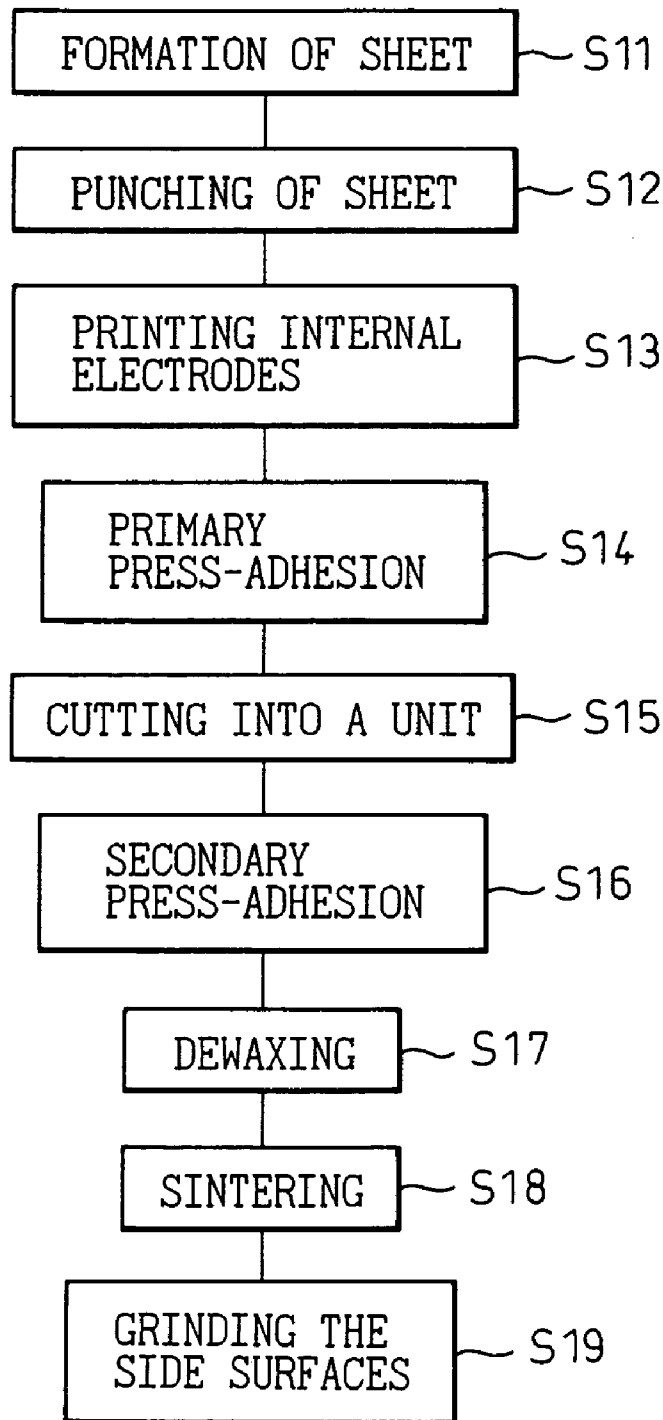 FORMATION OF SHEET S11
PUNCHING OF SHEET S12
PRINTING INTERNAL
ELECTRODES
S13
PRIMARY
PRESS-ADHESION
S14
CUTTING INTO A UNIT S15
SECONDARY
PRESS-ADHESION
S16
DEWAXING S17
SINTERING S18
GRINDING THE
SIDE SURFACES
S19